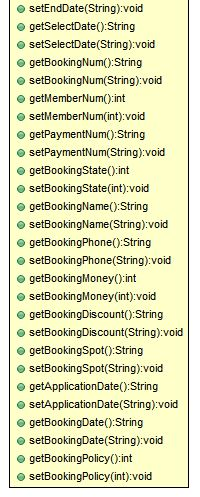 setEndDate(String):void
getSelectDate():String
setSelectDate(String):void
getBookingNum():String
setBookingNum(String):void
getMemberNum():int
setMemberNum(int):void
getPaymentNum():String
setPaymentNum(String):void
getBookingState():int
setBookingState(int):void
getBookingName():String
setBookingName(String):void
getBookingPhone():String
setBookingPhone(String):void
getBookingMoney():int
setBookingMoney(int):void
getBookingDiscount():String
setBookingDiscount(String):void
getBookingSpot():String
setBookingSpot(String):void
getApplicationDate():String
setApplicationDate(String):void
getBookingDate():String
setBookingDate(String):void
getBookingPolicy():int
setBookingPolicy(int):void